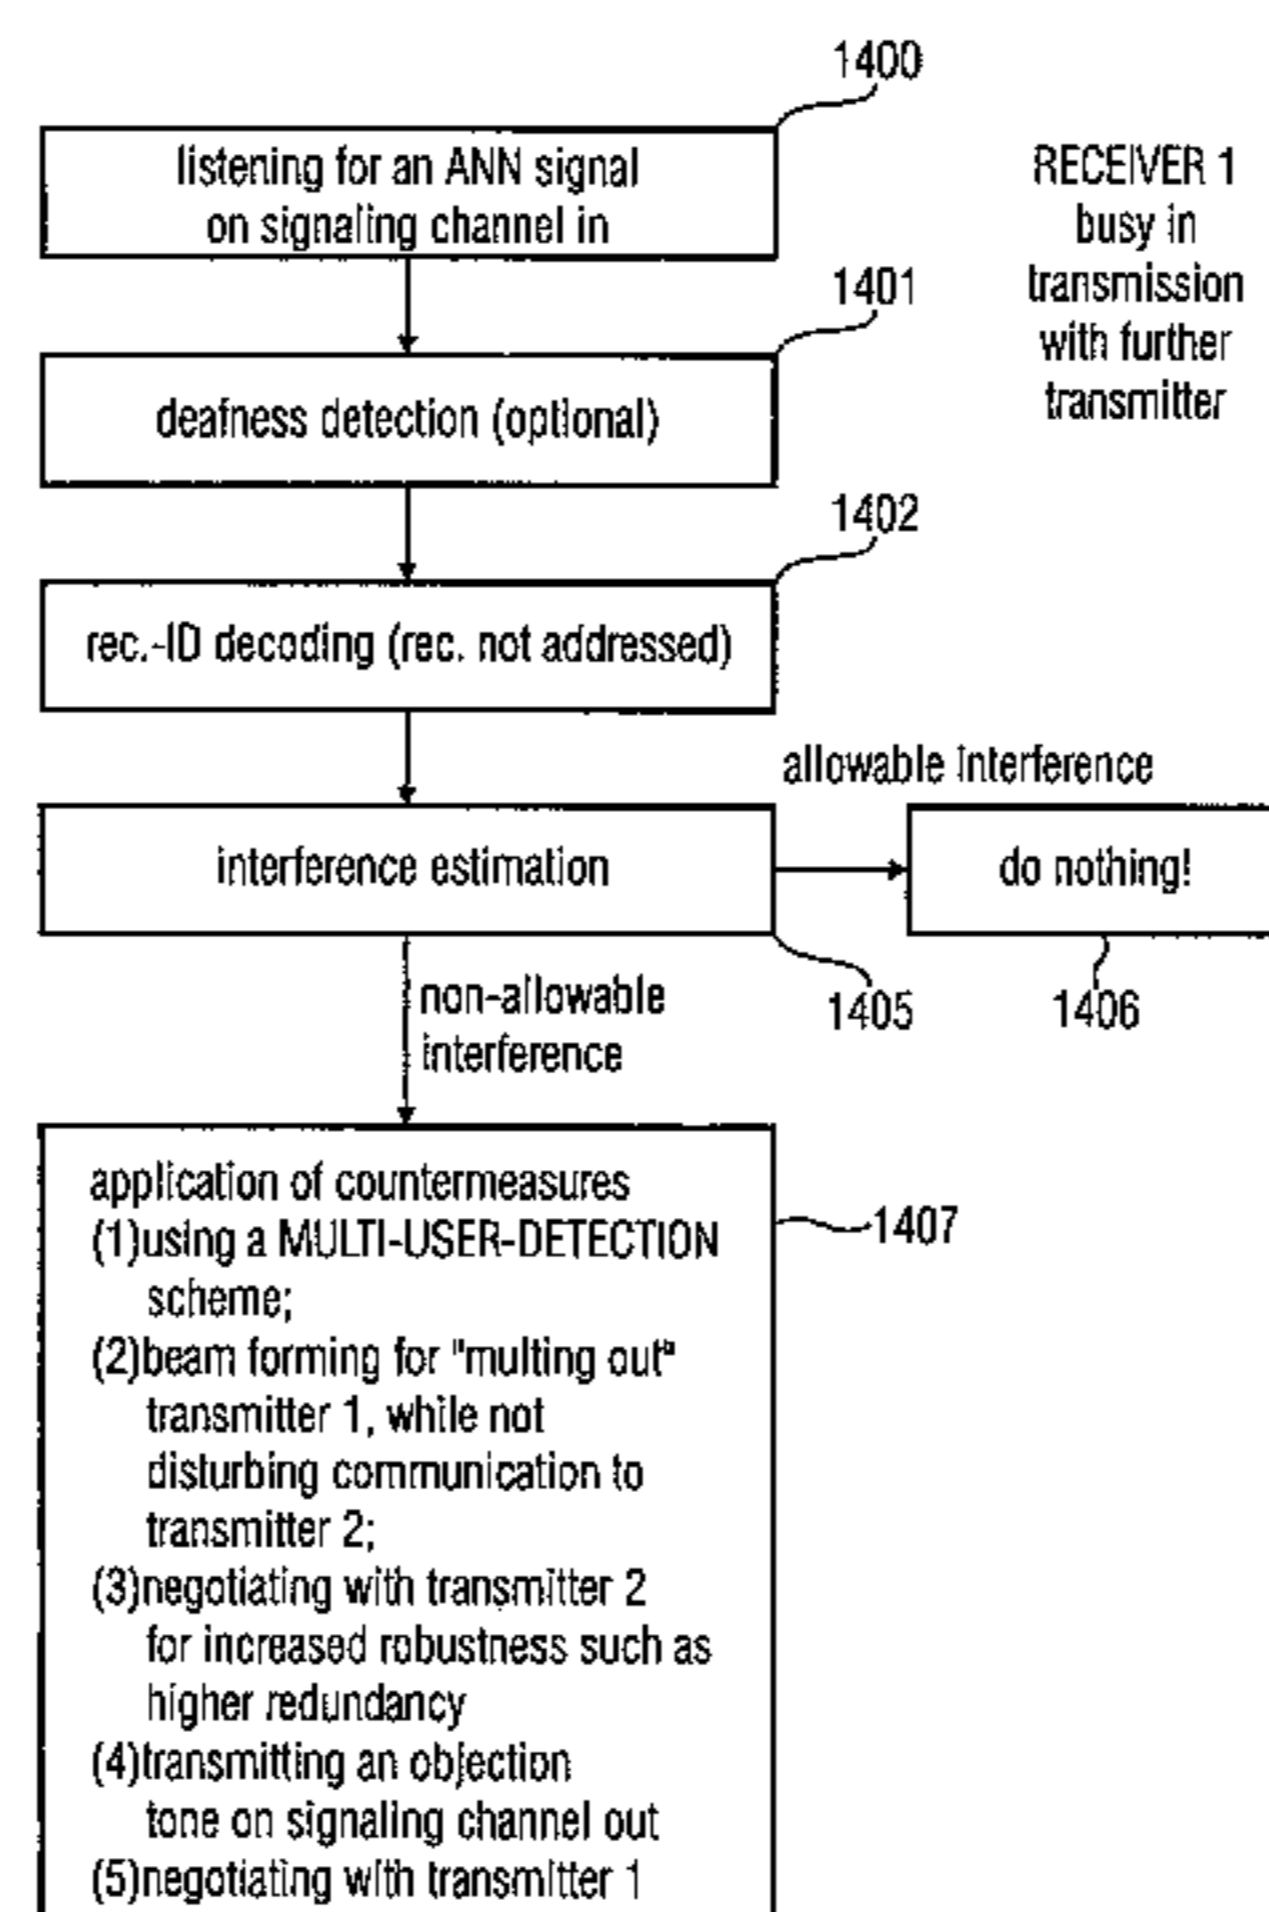 1400
listening for an ANN signal
on signaling channel in
RECEIVER 1
busy in
transmission
with further
transmitter
1401
deafness detection (optional)
1402
rec.-ID decoding (rec. not addressed)
allowable interference
interference estimation
do nothing!
1405
1406
non-allowable
interference
application of countermeasures
(1)using a MULTI-USER-DETECTION
scheme;
(2)beam forming for "multing out"
transmitter 1, while not
disturbing communication to
transmitter 2;
(3)negotiating with transmitter 2
for increased robustness such as
higher redundancy
(4)transmitting an objection
tone on signaling channel out
(5)negotiating with transmitter 1
1407